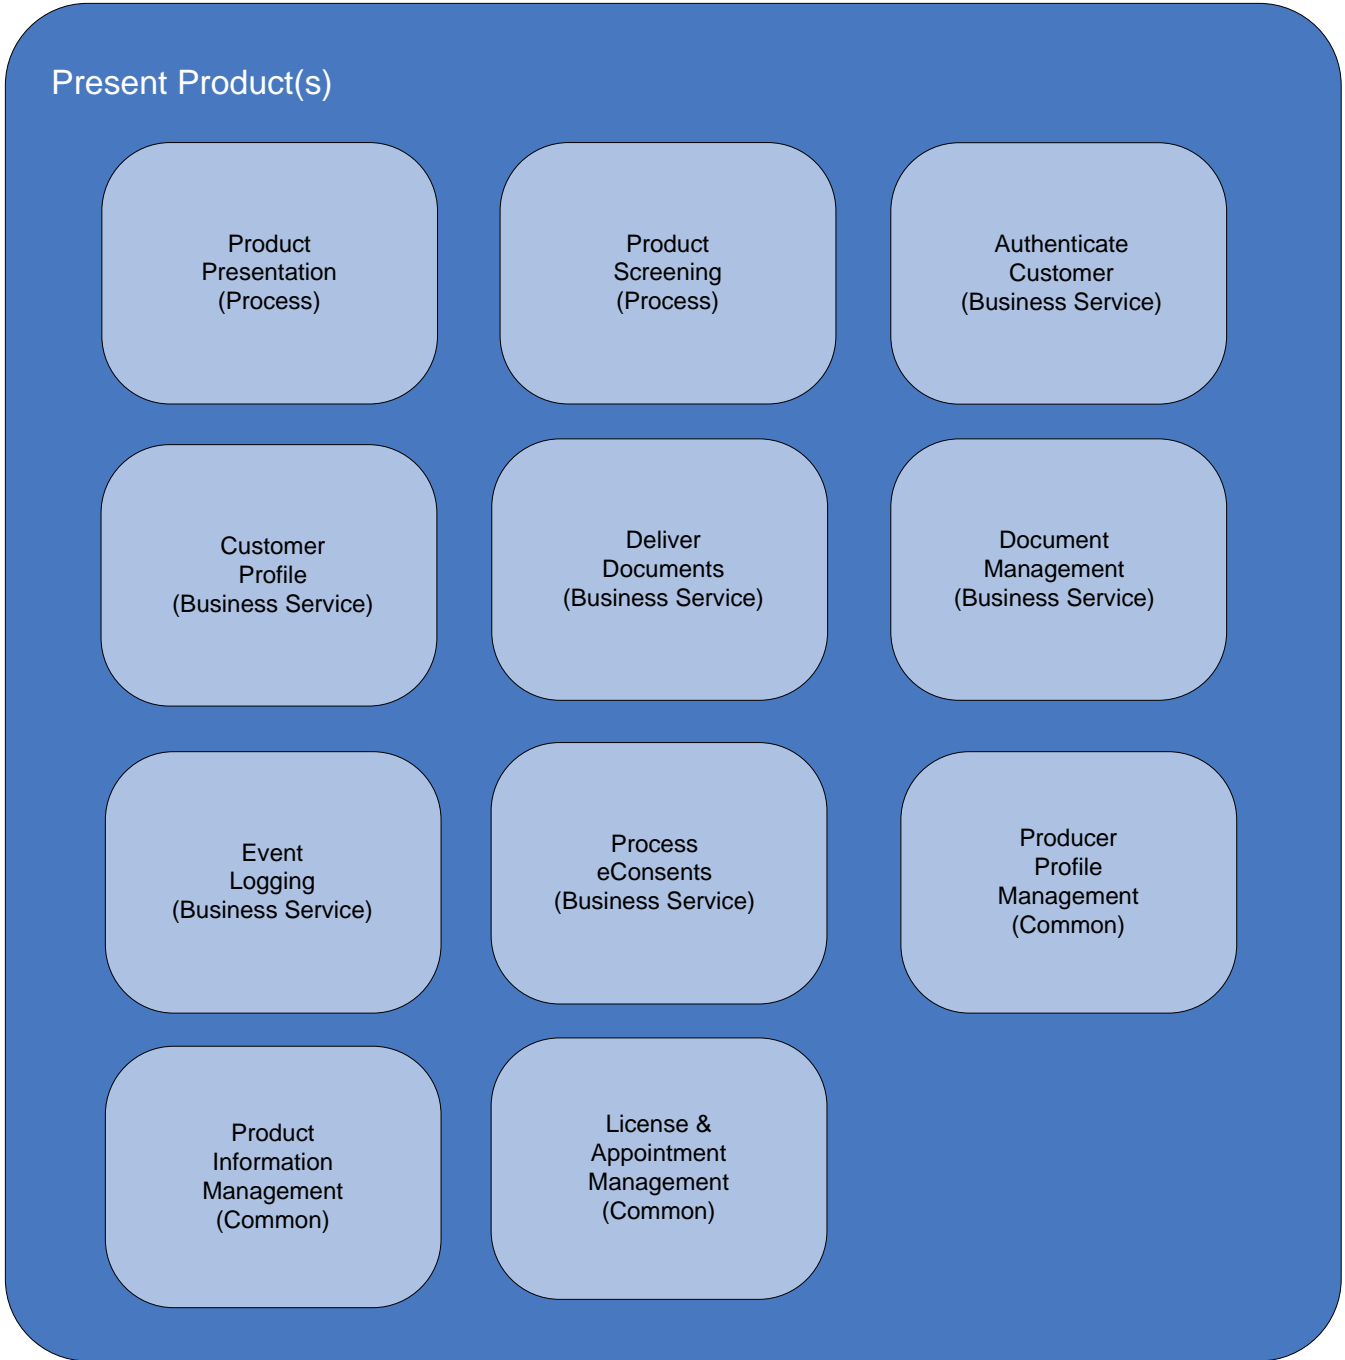 Present Product(s)
Product
Presentation
(Process)
Product
Screening
(Process)
Authenticate
Customer
(Business Service)
Customer
Profile
(Business Service)
Deliver
Documents
(Business Service)
Document
Management
(Business Service)
Event
Logging
(Business Service)
Process
eConsents
(Business Service)
Producer
Profile
Management
(Common)
Product
Information
Management
(Common)
License &
Appointment
Management
(Common)